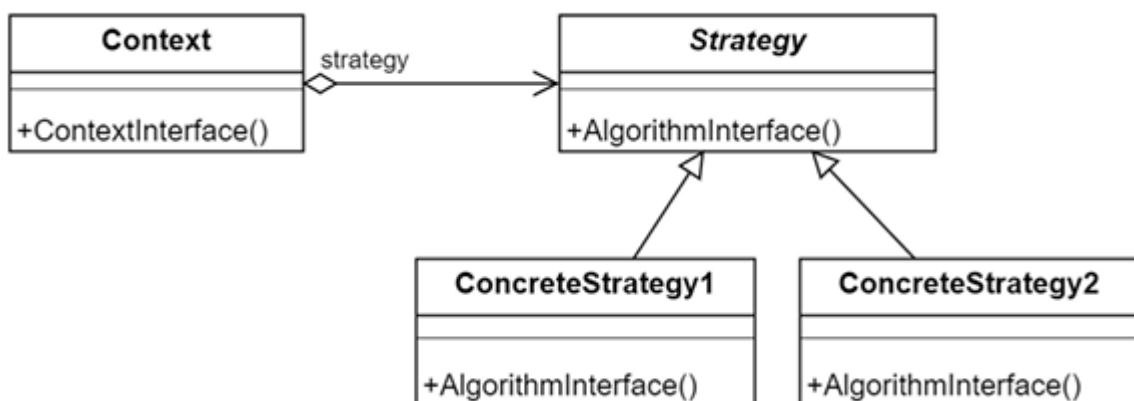 Context
Strategy
strategy
+ContextInterface()
+AlgorithmInterface()
ConcreteStrategy1
ConcreteStrategy2
+AlgorithmInterface()
+AlgorithmInterface()